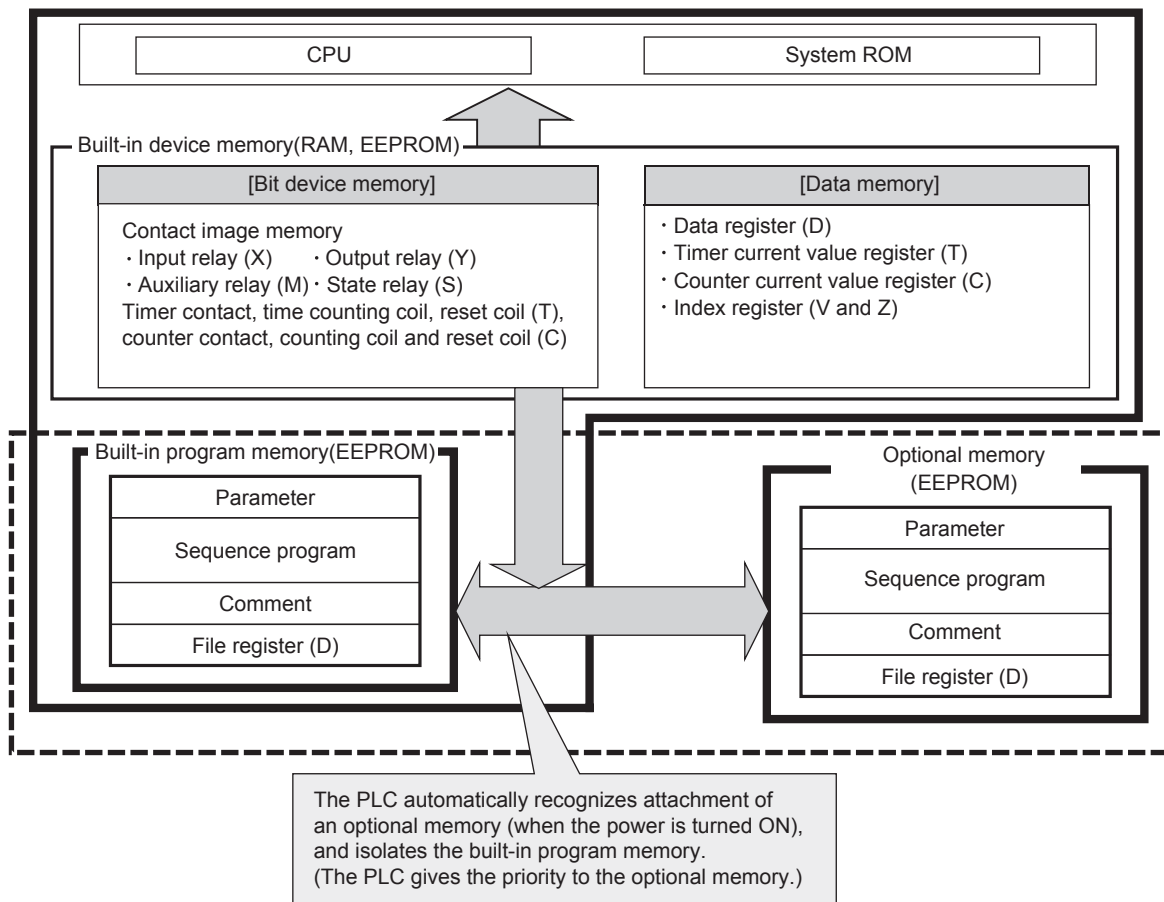 CPU
System ROM
Built-in device memory(RAM, EEPROM)
[Bit device memory]
Contact image memory
・Input relay (X) ・Output relay (Y)
・Auxiliary relay (M)・State relay (S)
Timer contact, time counting coil, reset coil (T),
counter contact, counting coil and reset coil (C)
[Data memory]
・Data register (D)
・Timer current value register (T)
・Counter current value register (C)
・Index register (V and Z)
Built-in program memory(EEPROM)
Parameter
Sequence program
Comment
File register (D)
Optional memory
(EEPROM)
Parameter
Sequence program
Comment
File register (D)
The PLC automatically recognizes attachment of
an optional memory (when the power is turned ON),
and isolates the built-in program memory.
(The PLC gives the priority to the optional memory.)